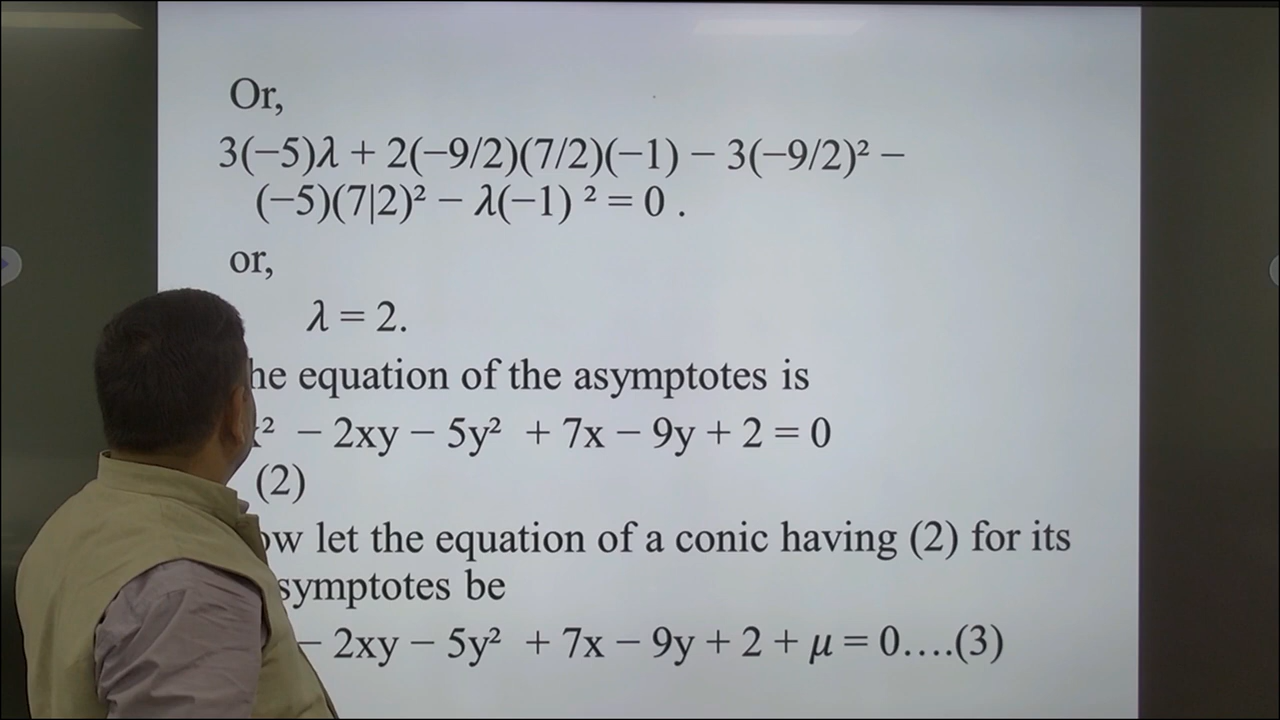 Or,
3(−5)λ + 2(−9/2)(7/2)(−1) − 3(−9/2)² −
(−5)(7|2)² − λ(−1) ² = 0 .
or,
λ = 2.
he equation of the asymptotes is
² − 2xy − 5y² + 7x − 9y + 2 = 0
(2)
ow let the equation of a conic having (2) for its
symptotes be
− 2xy − 5y² + 7x − 9y + 2 + μ = 0….(3)